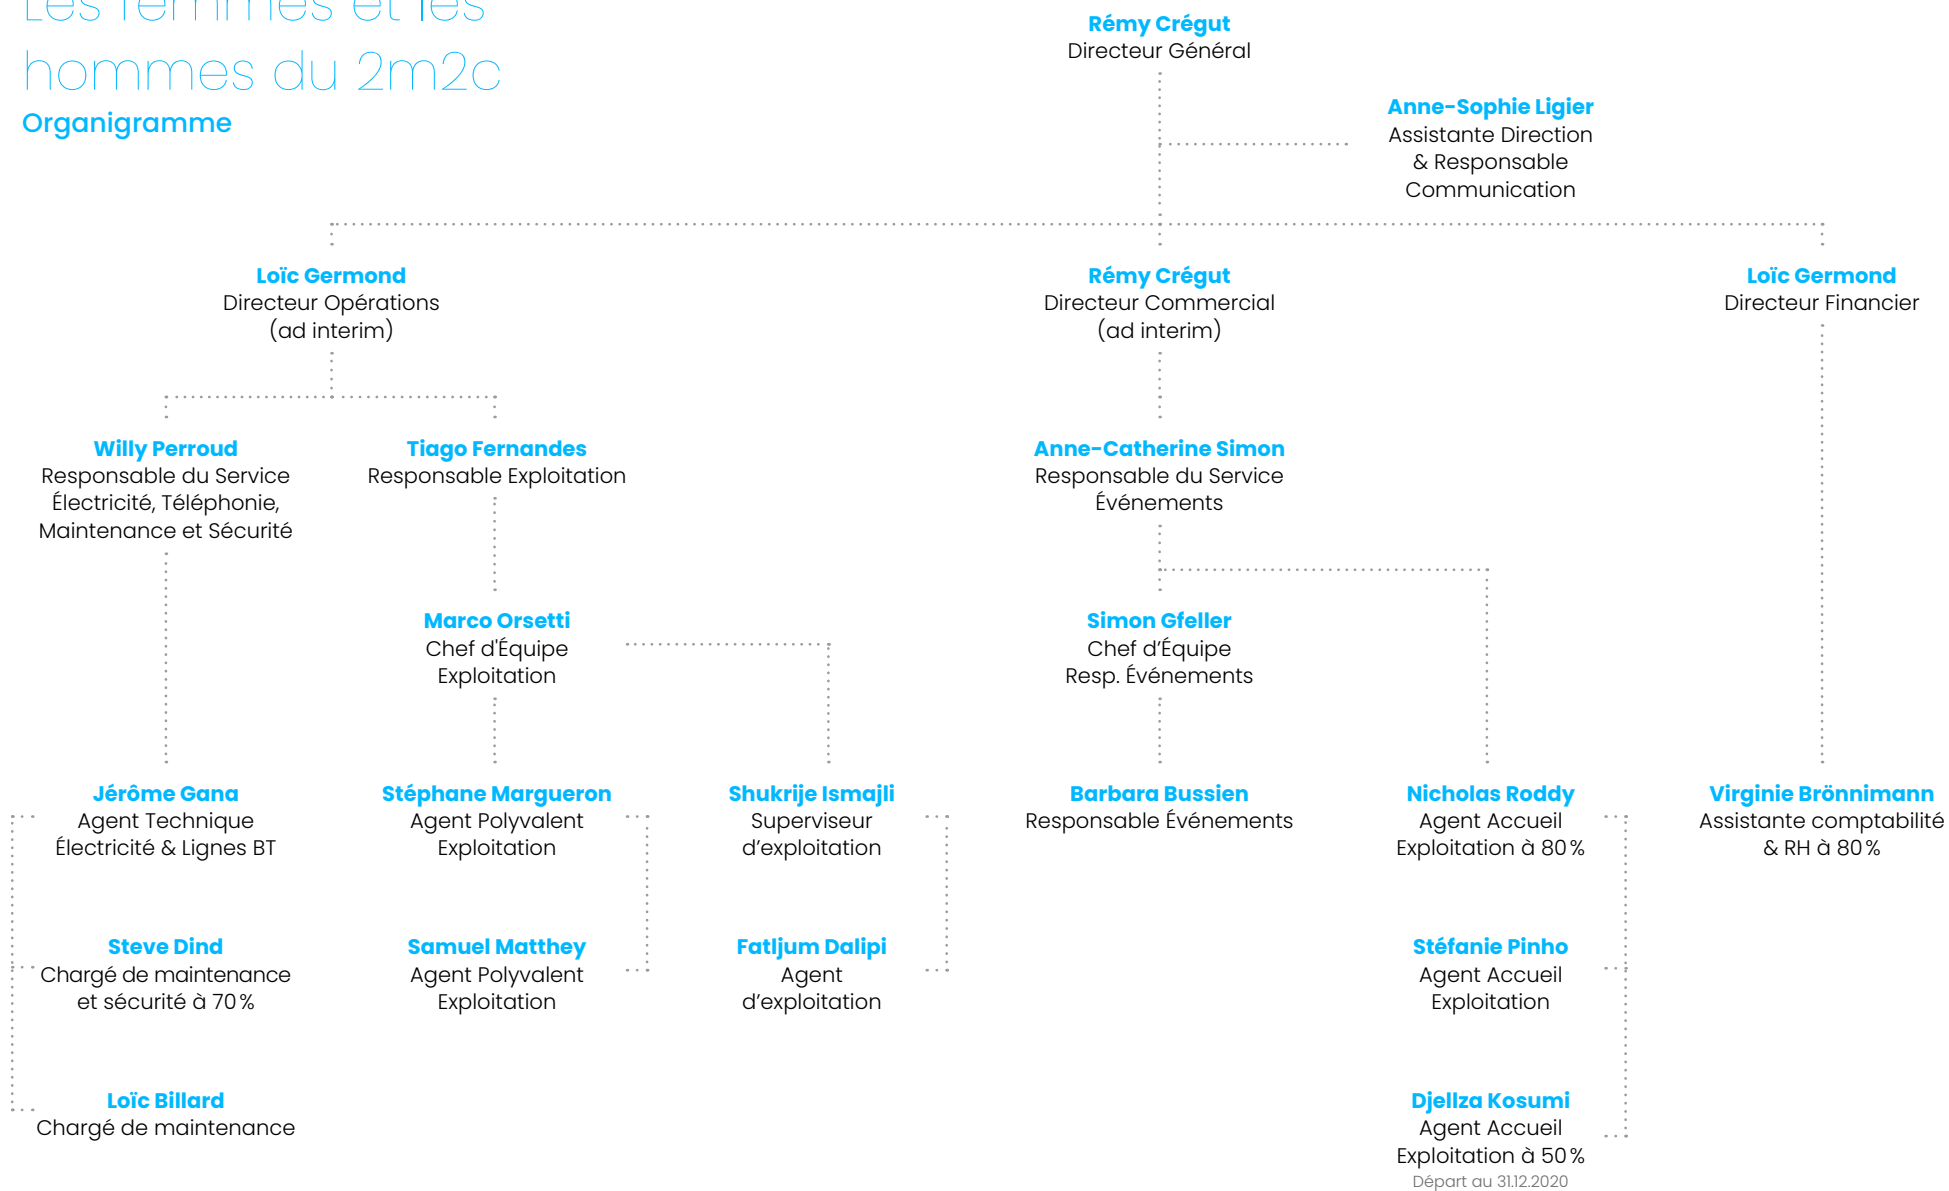 Les femmes et les
hommes du 2m2c
Organigramme
Rémy Crégut
Directeur Général
Anne-Sophie Ligier
Assistante Direction
& Responsable
Communication
Loïc Germond
Directeur Opérations
(ad interim)
Rémy Crégut
Directeur Commercial
(ad interim)
Loïc Germond
Directeur Financier
Willy Perroud
Responsable du Service
Électricité, Téléphonie,
Maintenance et Sécurité
Tiago Fernandes
Responsable Exploitation
Anne-Catherine Simon
Responsable du Service
Événements
Marco Orsetti
Chef d'Équipe
Exploitation
Simon Gfeller
Chef d’Équipe
Resp. Événements
Jérôme Gana
Agent Technique
Électricité & Lignes BT
Stéphane Margueron
Agent Polyvalent
Exploitation
Shukrije Ismajli
Superviseur
d’exploitation
Barbara Bussien
Responsable Événements
Nicholas Roddy
Agent Accueil
Exploitation à 80 %
Virginie Brönnimann
Assistante comptabilité
& RH à 80 %
Steve Dind
Chargé de maintenance
et sécurité à 70 %
Samuel Matthey
Agent Polyvalent
Exploitation
Fatljum Dalipi
Agent
d’exploitation
Stéfanie Pinho
Agent Accueil
Exploitation
Loïc Billard
Chargé de maintenance
Djellza Kosumi
Agent Accueil
Exploitation à 50 %
Départ au 31.12.2020